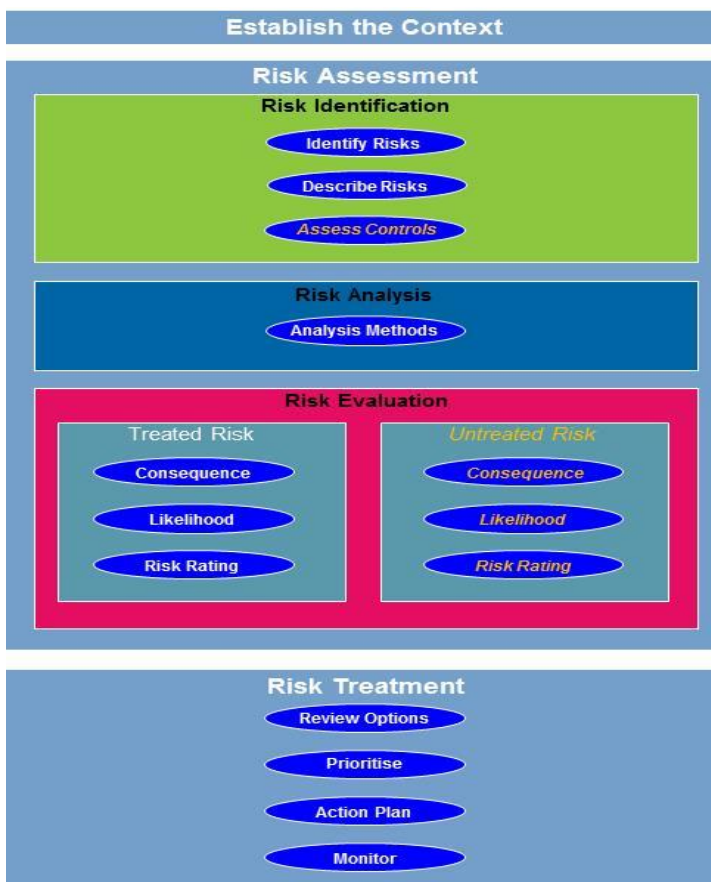 Establish the Context
Risk Assessment
Risk Identification
Identify Risks
Describe Risks
Assess Controls
Risk Analysis
Analysis Methods
Risk Evaluation
Treated Risk
Consequence
Likelihood
Risk Rating
Untreated Risk
Consequence
Likelihood
Risk Rating
Risk Treatment
Review Options
Prioritise
Action Plan
Monitor